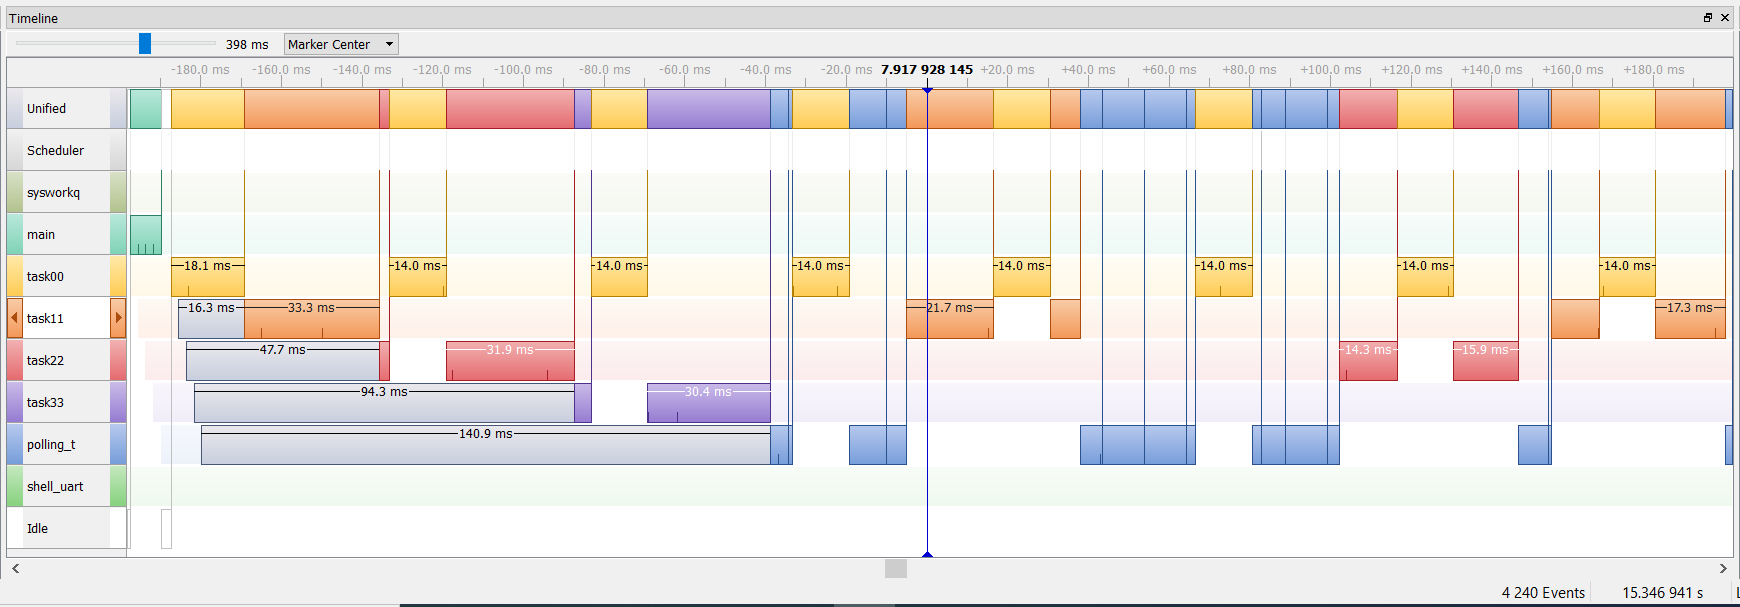 Timeline
398 ms Marker Center
-180.0 ms -160.0 ms -140.0 ms -120.0 ms -100.0 ms -80.0 ms -60.0 ms -40.0 ms -20.0 ms 7.917 928 145 +20.0 ms +40.0 ms +60.0 ms +80.0 ms +100.0 ms +120.0 ms +140.0 ms +160.0 ms +180.0 ms
Unified
Scheduler
sysworkq
main
task00 18.1 ms 14.0 ms 14.0 ms 14.0 ms 14.0 ms 14.0 ms 14.0 ms 14.0 ms
task11 16.3 ms 33.3 ms 21.7 ms 17.3 ms
task22 47.7 ms 31.9 ms 14.3 ms 15.9 ms
task33 94.3 ms 30.4 ms
polling_t 140.9 ms
shell_uart
Idle
4 240 Events 15.346 941 s